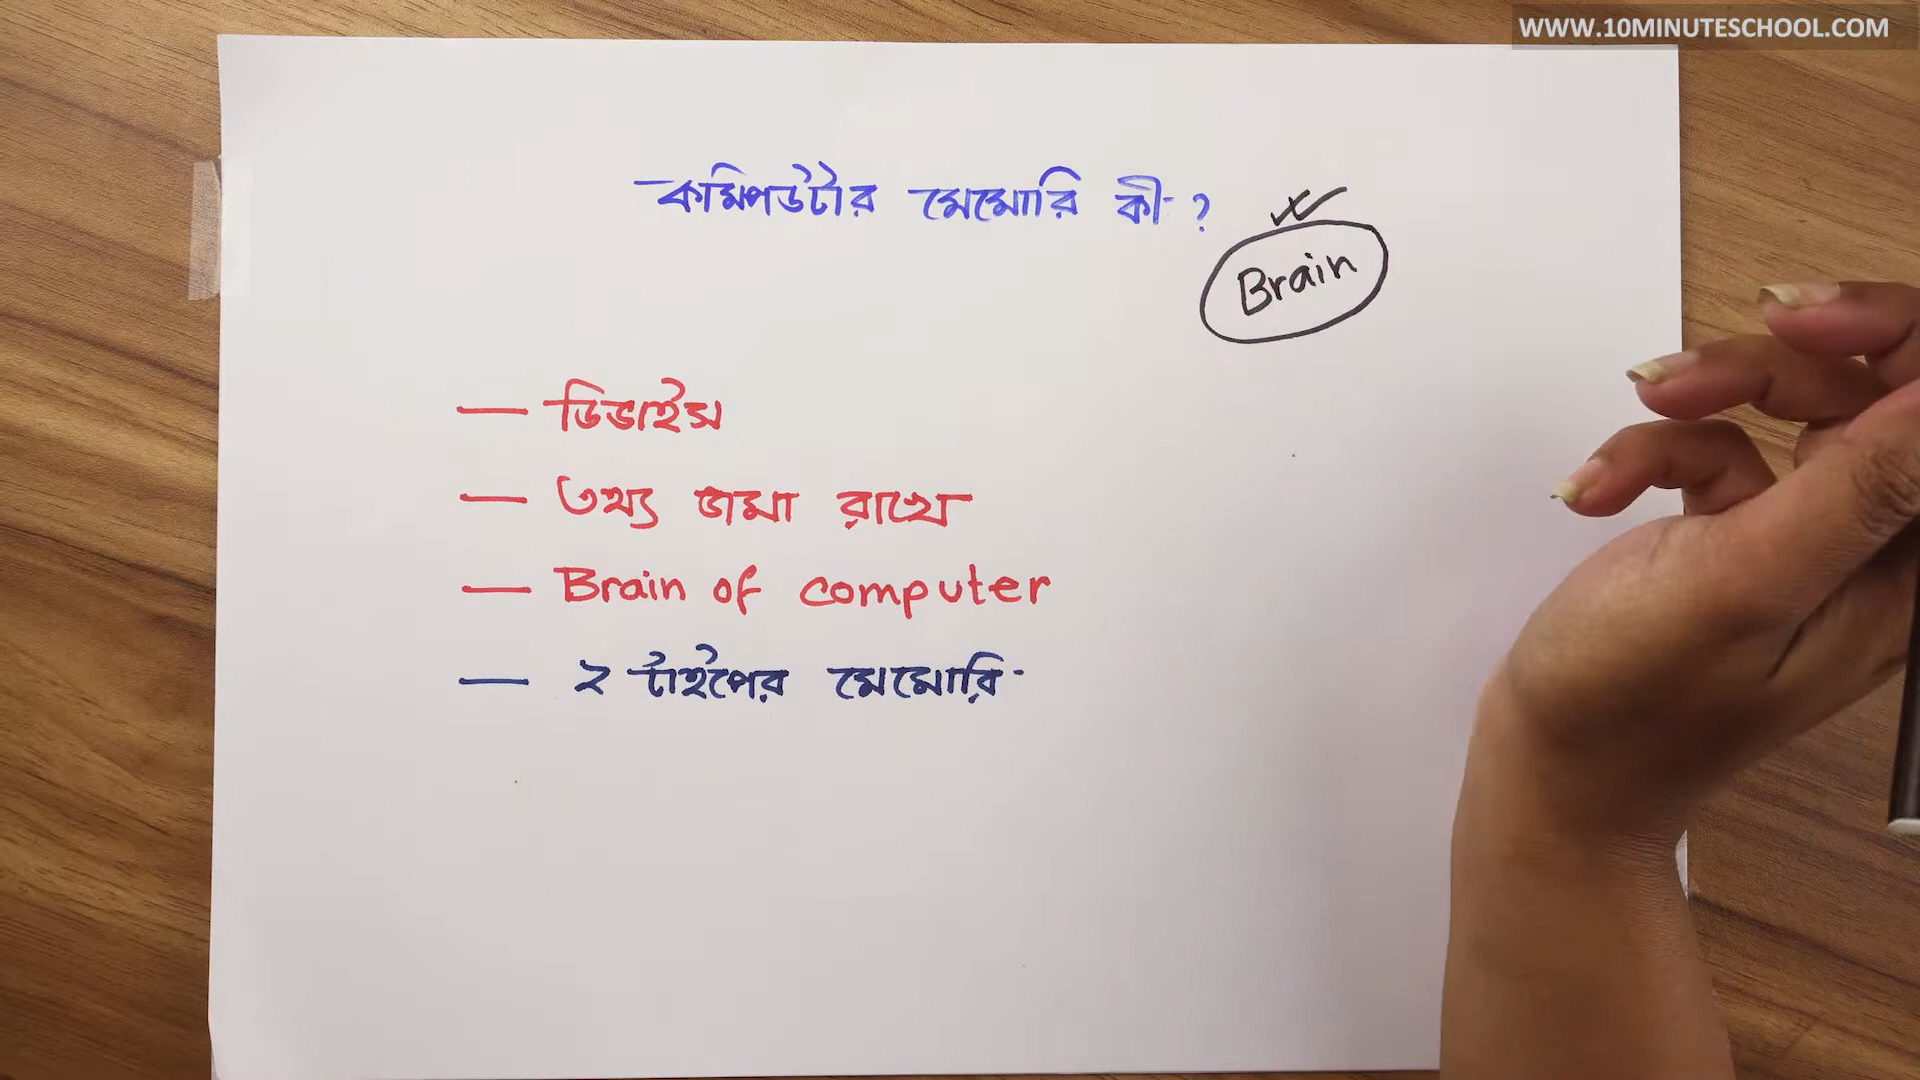 WWW.10MINUTESCHOOL.COM
কম্পিউটার মেমোরি কী ?
Brain
— ডিভাইস
— তথ্য জমা রাখে
— Brain of computer
— ২ টাইপের মেমোরি